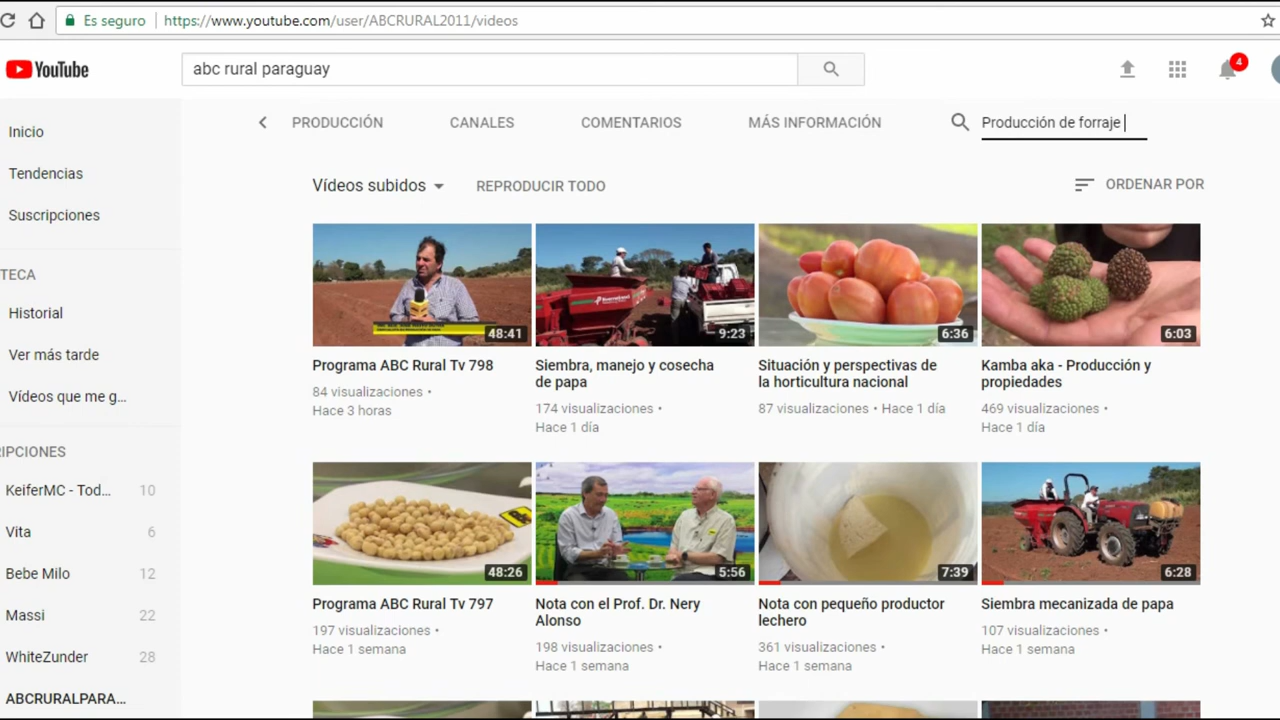 Es seguro
https://www.youtube.com/user/ABCRURAL2011/videos
YouTube
abc rural paraguay
4
PRODUCCIÓN CANALES COMENTARIOS MÁS INFORMACIÓN Producción de forraje
Inicio
Tendencias
Suscripciones
TECA
Historial
Ver más tarde
Vídeos que me g...
RIPCIONES
KeiferMC - Tod... 10
Vita 6
Bebe Milo 12
Massi 22
WhiteZunder 28
ABCRURALPARA...
Vídeos subidos REPRODUCIR TODO ORDENAR POR
48:41
Programa ABC Rural Tv 798
84 visualizaciones •
Hace 3 horas
9:23
Siembra, manejo y cosecha
de papa
174 visualizaciones •
Hace 1 día
6:36
Situación y perspectivas de
la horticultura nacional
87 visualizaciones • Hace 1 día
6:03
Kamba aka - Producción y
propiedades
469 visualizaciones •
Hace 1 día
48:26
Programa ABC Rural Tv 797
197 visualizaciones •
Hace 1 semana
5:56
Nota con el Prof. Dr. Nery
Alonso
198 visualizaciones •
Hace 1 semana
7:39
Nota con pequeño productor
lechero
361 visualizaciones •
Hace 1 semana
6:28
Siembra mecanizada de papa
107 visualizaciones •
Hace 1 semana